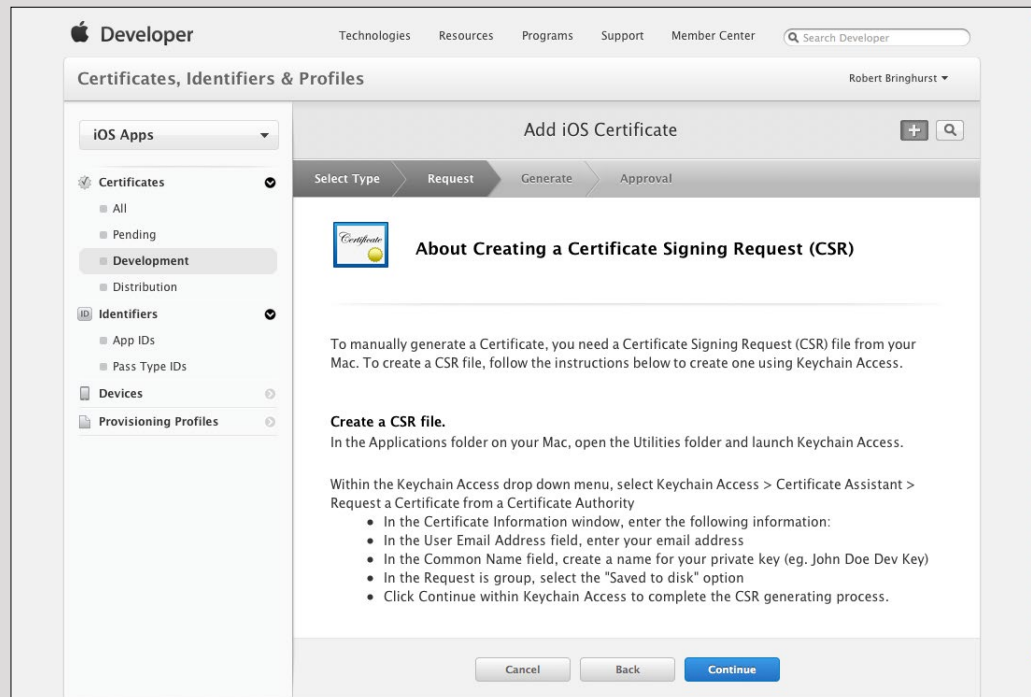 Developer
Technologies Resources Programs Support Member Center Search Developer
Certificates, Identifiers & Profiles
Robert Bringhurst
iOS Apps
Certificates
All
Pending
Development
Distribution
ID Identifiers
App IDs
Pass Type IDs
Devices
Provisioning Profiles
Add iOS Certificate
Select Type Request Generate Approval
Certificate
About Creating a Certificate Signing Request (CSR)
To manually generate a Certificate, you need a Certificate Signing Request (CSR) file from your
Mac. To create a CSR file, follow the instructions below to create one using Keychain Access.
Create a CSR file.
In the Applications folder on your Mac, open the Utilities folder and launch Keychain Access.
Within the Keychain Access drop down menu, select Keychain Access > Certificate Assistant >
Request a Certificate from a Certificate Authority
• In the Certificate Information window, enter the following information:
• In the User Email Address field, enter your email address
• In the Common Name field, create a name for your private key (eg. John Doe Dev Key)
• In the Request is group, select the "Saved to disk" option
• Click Continue within Keychain Access to complete the CSR generating process.
Cancel Back Continue